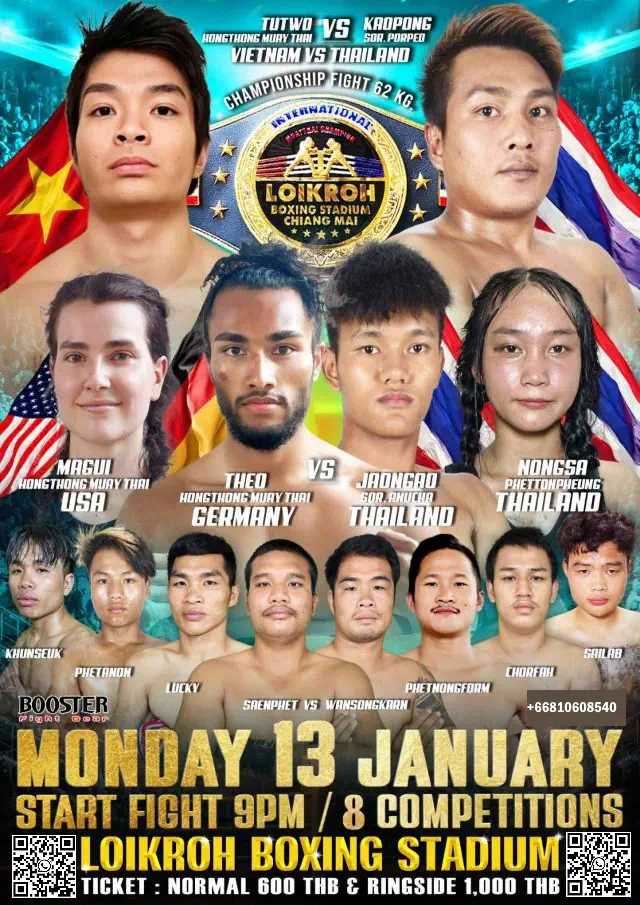 TUTWO VS KAOPONG
HONGTHONG MUAY THAI SOR. PORPED
VIETNAM VS THAILAND
CHAMPIONSHIP FIGHT 62 KG.
INTERNATIONAL
MUAYTHAI CHAMPION
LOIKROH
BOXING STADIUM
CHIANG MAI
MAGUI
HONGTHONG MUAY THAI
USA
THEO
HONGTHONG MUAY THAI
GERMANY
VS
JAONGAO
SOR. ANUCHA
THAILAND
NONGSA
PHETTONPHEUNG
THAILAND
KHUNSEUK
PHETANON
LUCKY
SAENPHET VS WANSONGKARN
PHETNONGFORM
CHORFAH
SAILAB
BOOSTER
Fight Gear
+66810608540
MONDAY 13 JANUARY
START FIGHT 9PM / 8 COMPETITIONS
LOIKROH BOXING STADIUM
TICKET : NORMAL 600 THB & RINGSIDE 1,000 THB